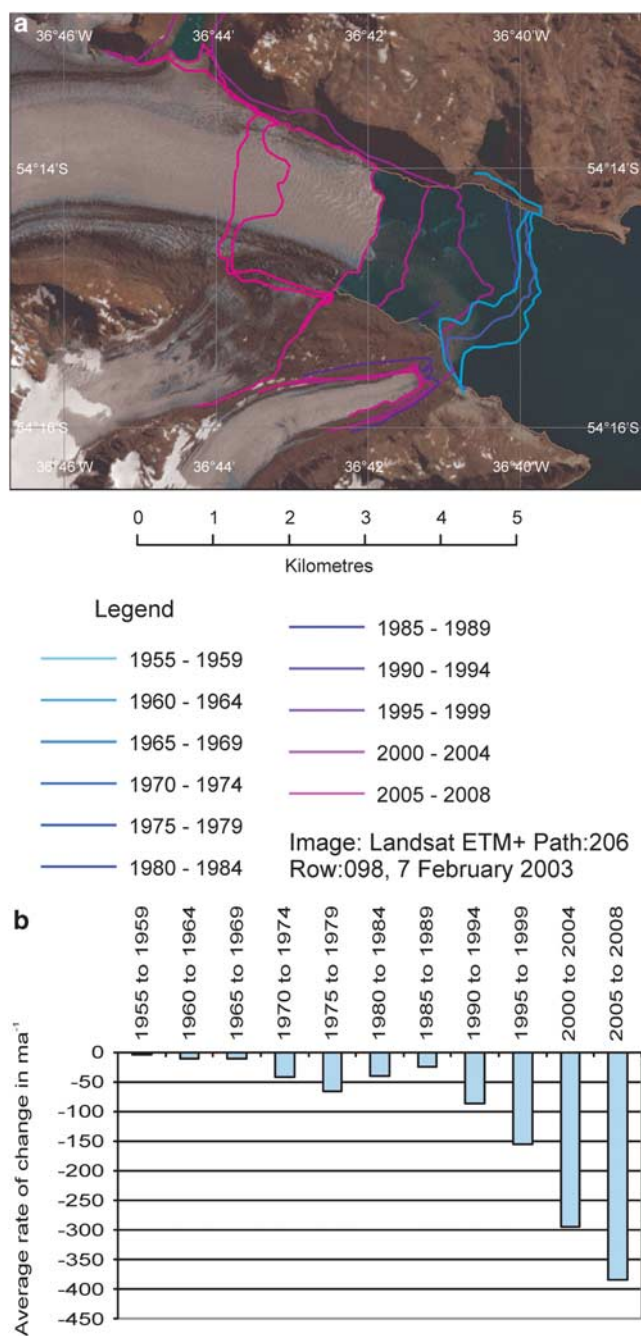 a
36°46'W 36°44' 36°42' 36°40'W
54°14'S 54°14'S
54°16' 54°16'S
36°46'W 36°44' 36°42' 36°40'W
0 1 2 3 4 5
Kilometres
Legend
1955 - 1959
1960 - 1964
1965 - 1969
1970 - 1974
1975 - 1979
1980 - 1984
1985 - 1989
1990 - 1994
1995 - 1999
2000 - 2004
2005 - 2008
Image: Landsat ETM+ Path:206
Row:098, 7 February 2003
b
1955 to 1959
1960 to 1964
1965 to 1969
1970 to 1974
1975 to 1979
1980 to 1984
1985 to 1989
1990 to 1994
1995 to 1999
2000 to 2004
2005 to 2008
Average rate of change in ma⁻¹
0
-50
-100
-150
-200
-250
-300
-350
-400
-450